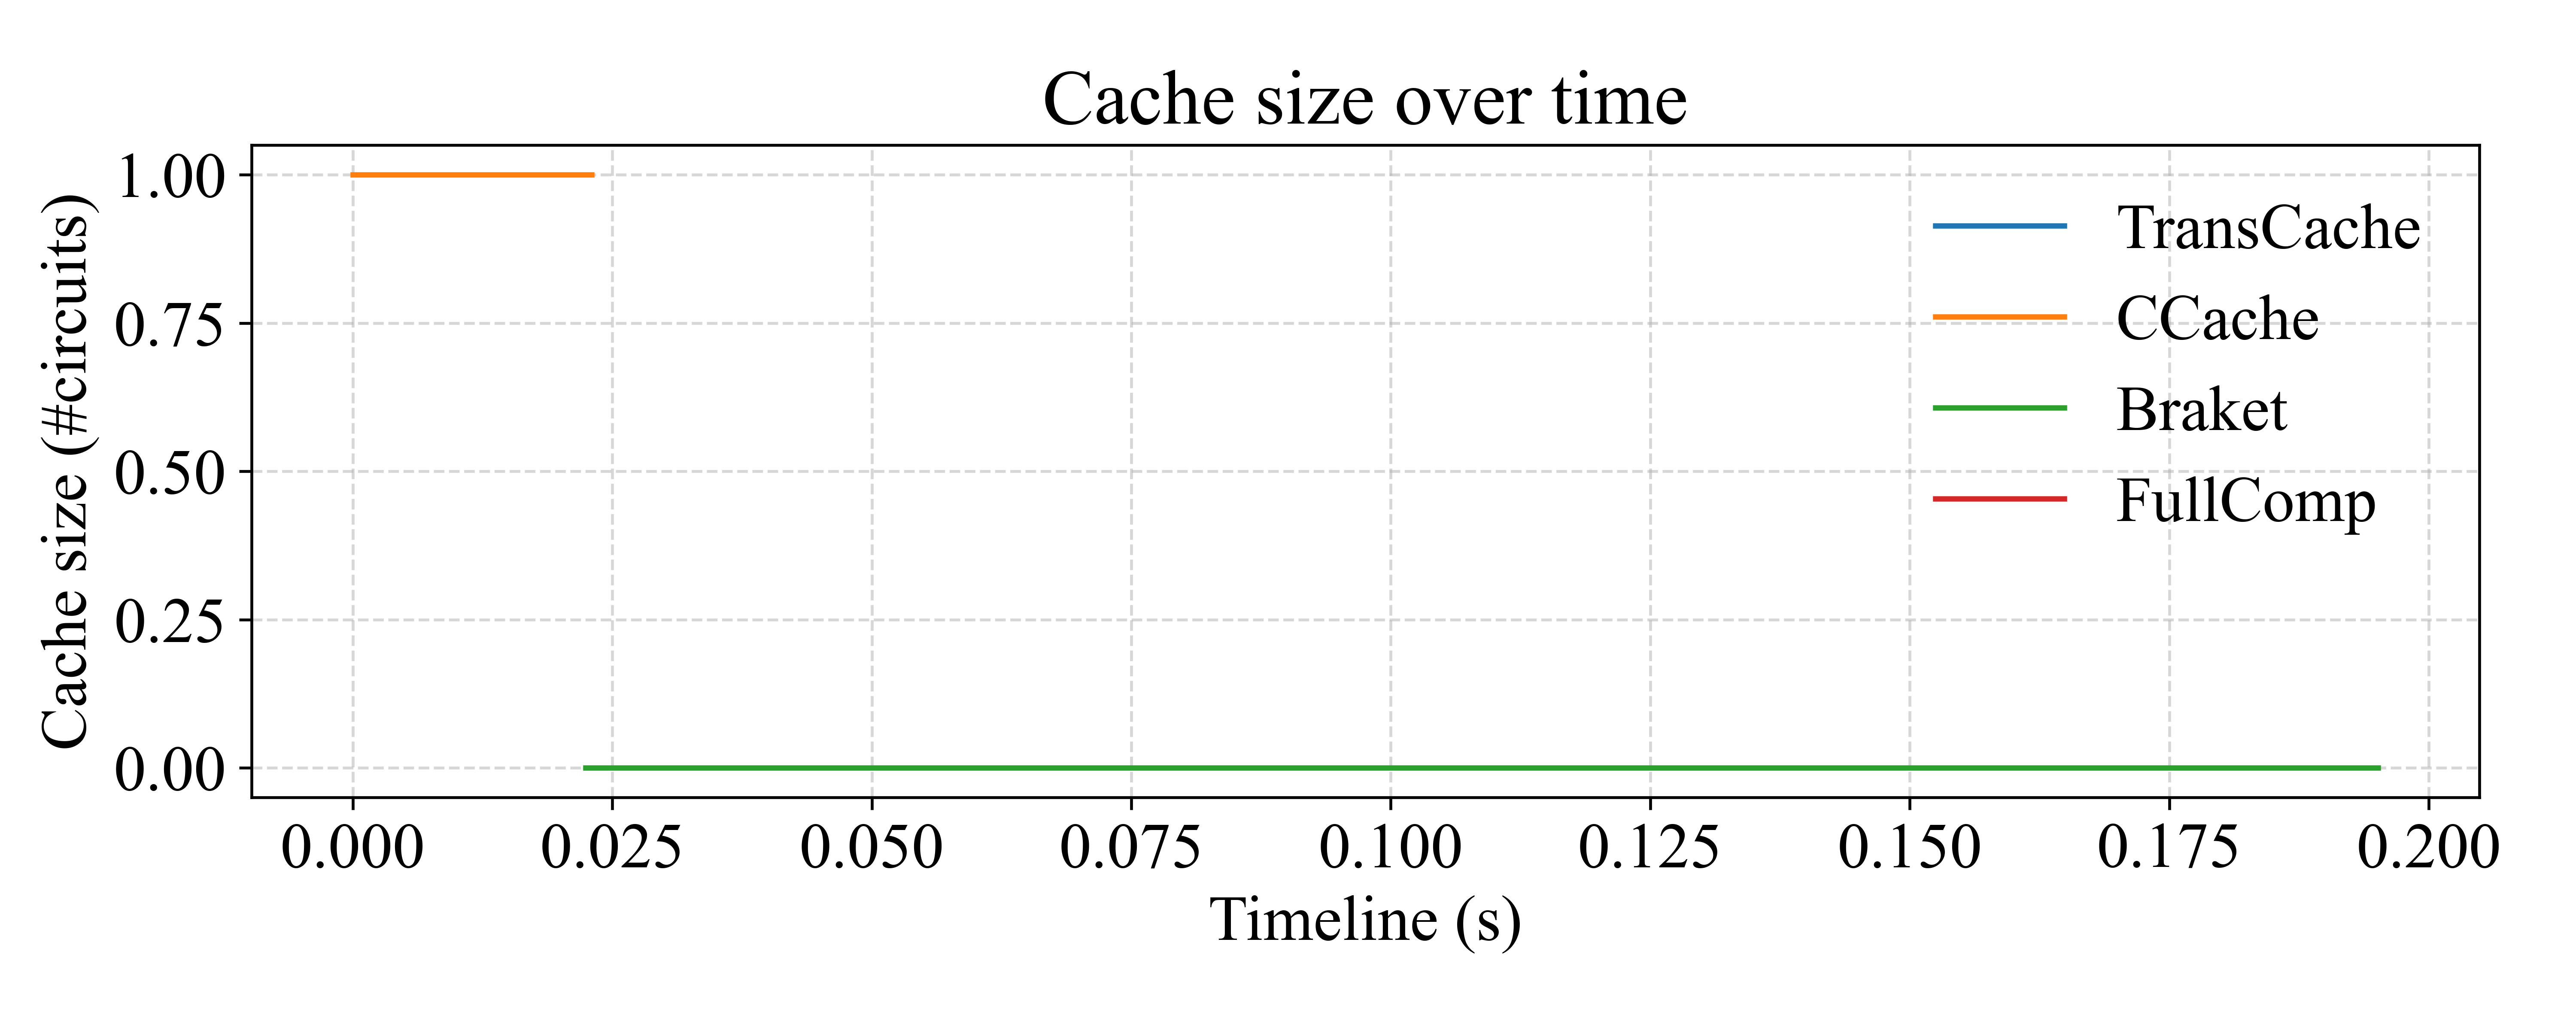 Cache size over time
Cache size (#circuits)
1.00
0.75
0.50
0.25
0.00
TransCache
CCache
Braket
FullComp
0.000 0.025 0.050 0.075 0.100 0.125 0.150 0.175 0.200
Timeline (s)